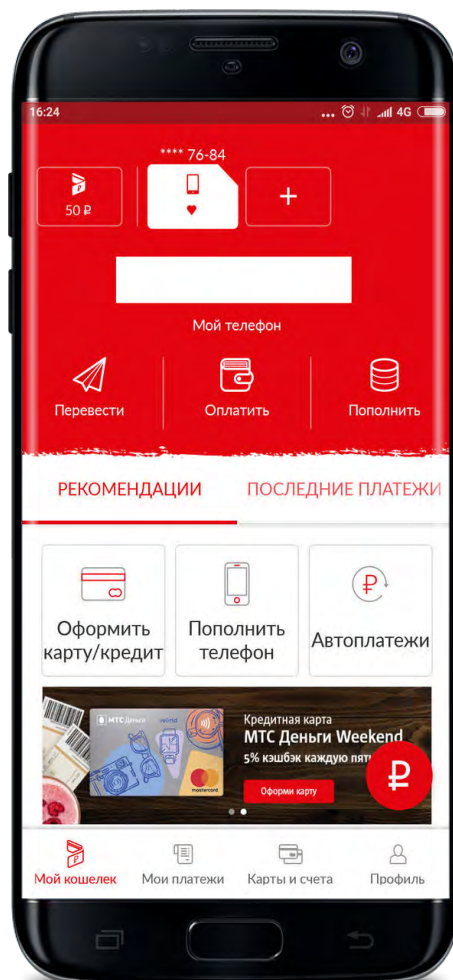 16:24
4G
**** 76-84
50 ₽
+
Мой телефон
Перевести
Оплатить
Пополнить
РЕКОМЕНДАЦИИ
ПОСЛЕДНИЕ ПЛАТЕЖИ
Оформить
карту/кредит
Пополнить
телефон
Автоплатежи
МТС Деньги
mastercard
Кредитная карта
МТС Деньги Weekend
5% кэшбэк каждую
Оформи карту
₽
Мой кошелек
Мои платежи
Карты и счета
Профиль